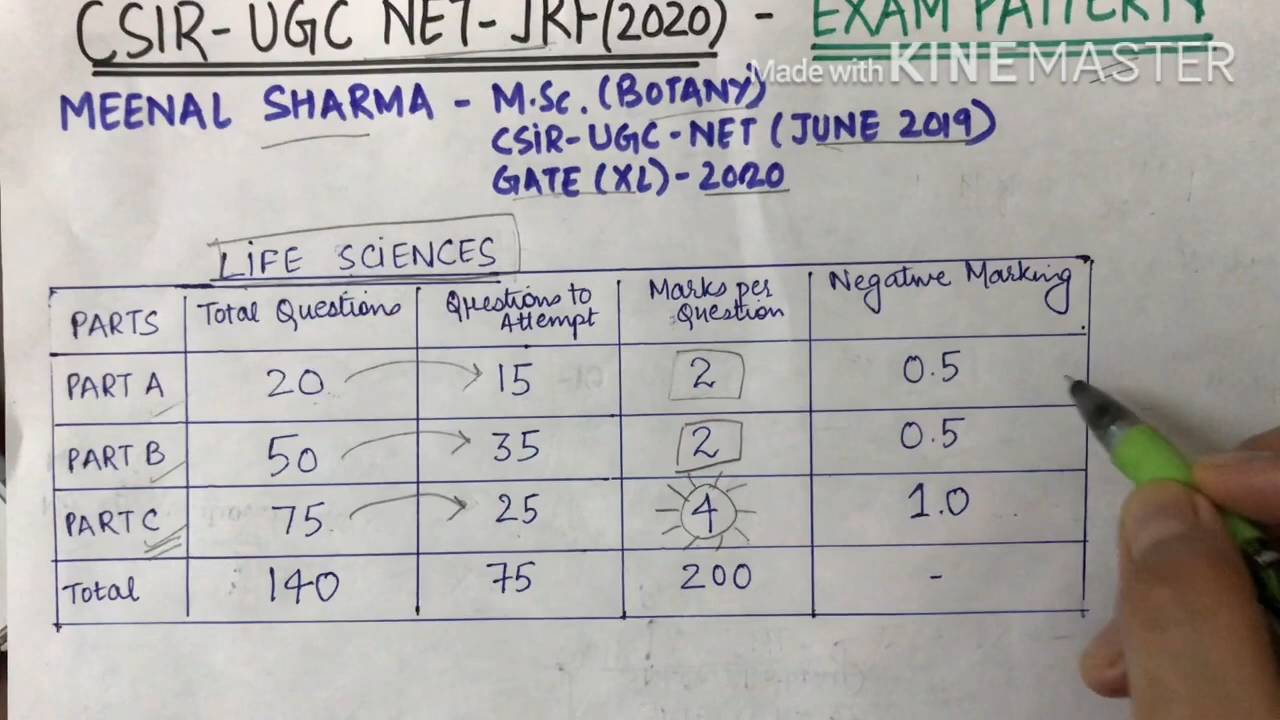 CSIR-UGC NET-JRF(2020) - EXAM PATTERN
Made with KINEMASTER
MEENAL SHARMA - M.Sc. (BOTANY)
CSiR-UGC-NET (JUNE 2019)
GATE (XL)-2020
LiFE SCiENCES
PARTS Total Questions Questions to Attempt Marks per Question Negative Marking
PART A 20 15 2 0.5
PART B 50 35 2 0.5
PART C 75 25 4 1.0
Total 140 75 200 -